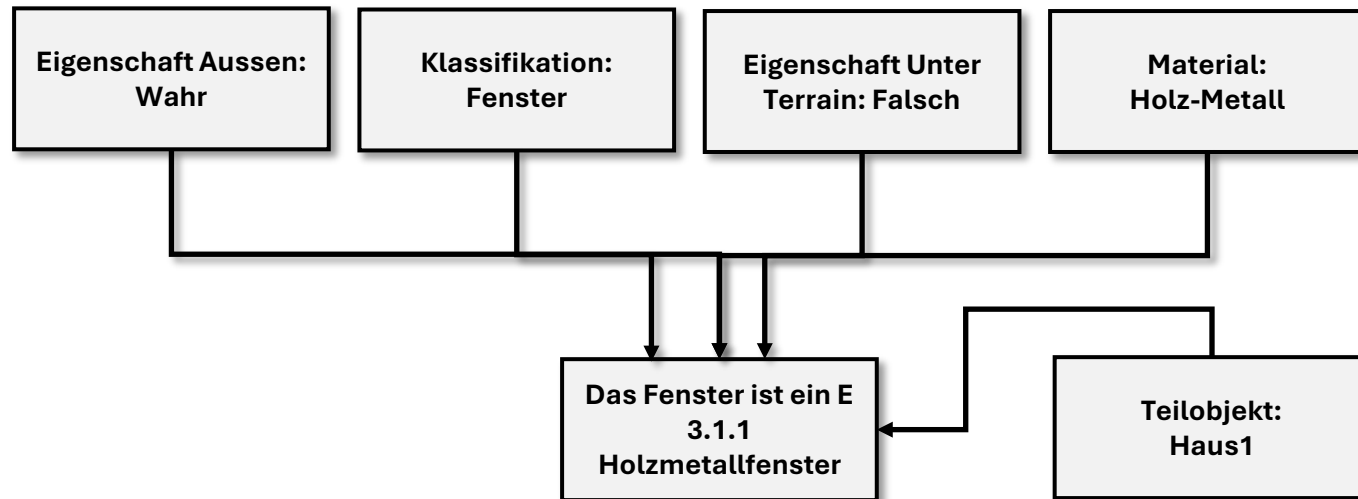 Eigenschaft Aussen:
Wahr
Klassifikation:
Fenster
Eigenschaft Unter
Terrain: Falsch
Material:
Holz-Metall
Das Fenster ist ein E
3.1.1
Holzmetallfenster
Teilobjekt:
Haus1